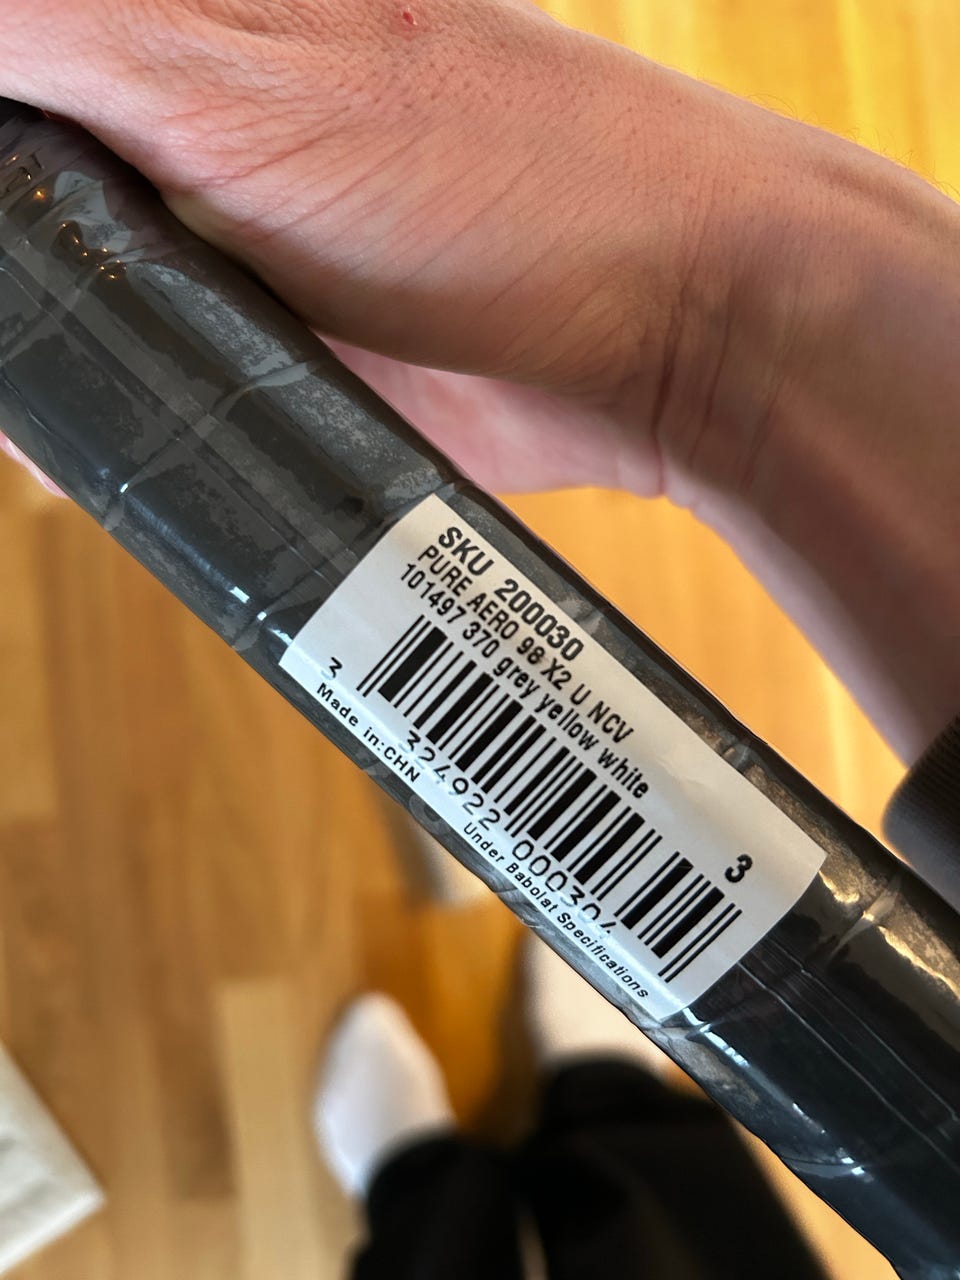 SKU 200030
PURE AERO 98 X2 U NCV
101497 370 grey yellow white
3
3 324922 000304
Made in:CHN Under Babolat Specifications